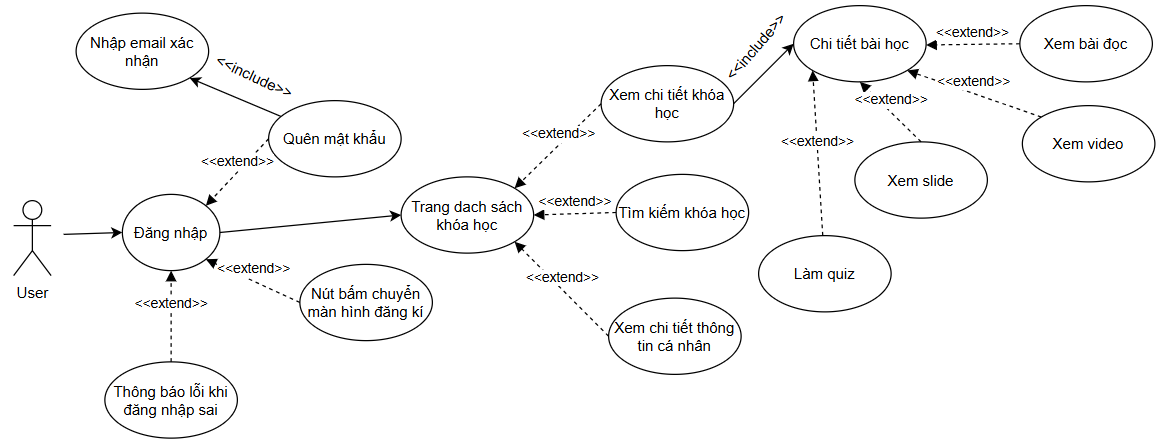 Nhập email xác
nhận
<<include>>
Quên mật khẩu
<<extend>>
Đăng nhập
User
<<extend>>
Nút bấm chuyển
màn hình đăng kí
<<extend>>
Thông báo lỗi khi
đăng nhập sai
Trang dach sách
khóa học
<<extend>>
Xem chi tiết khóa
học
<<extend>>
Tìm kiếm khóa học
<<extend>>
Xem chi tiết thông
tin cá nhân
<<include>>
Chi tiết bài học
<<extend>>
Xem bài đọc
<<extend>>
Xem video
<<extend>>
Xem slide
<<extend>>
Làm quiz